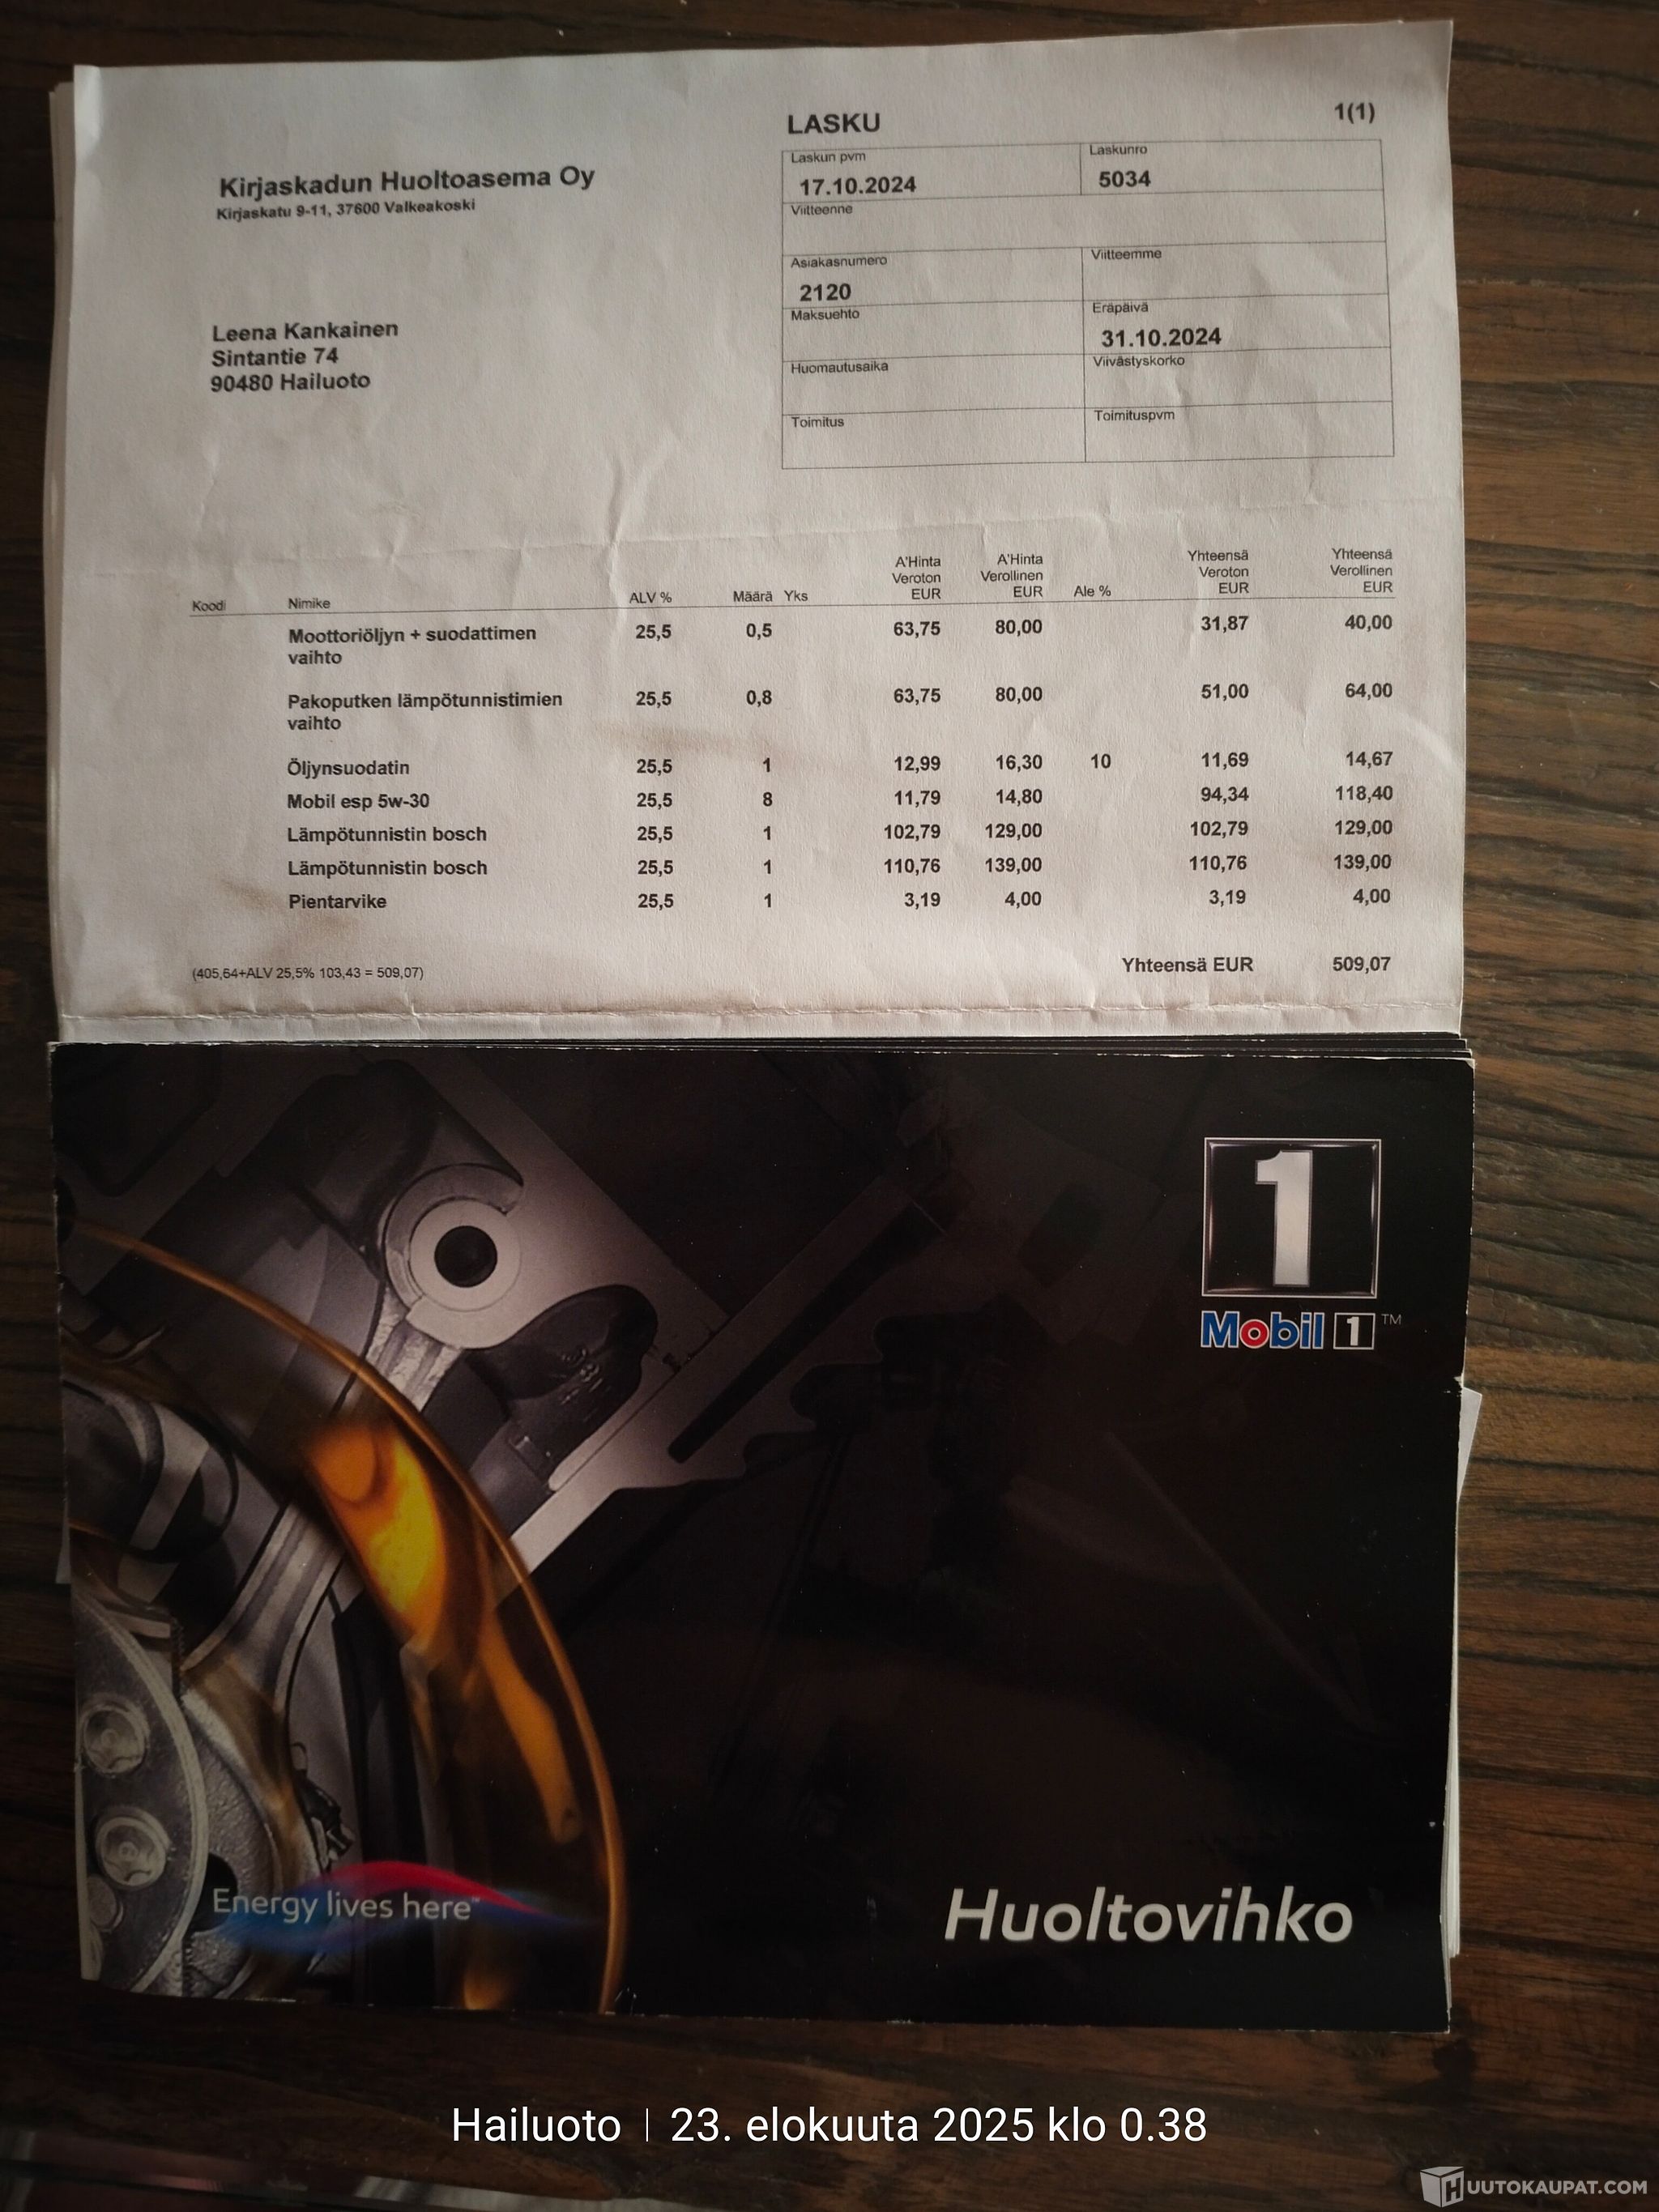 LASKU
1(1)
Kirjaskadun Huoltoasema Oy
Kirjaskatu 9-11, 37600 Valkeakoski
Laskun pvm
Laskunro
17.10.2024
5034
Viitteenne
Asiakasnumero
Viitteemme
2120
Maksuehto
Eräpäivä
31.10.2024
Huomautusaika
Viivästyskorko
Toimitus
Toimituspvm
Leena Kankainen
Sintantie 74
90480 Hailuoto
Koodi Nimike ALV % Määrä Yks A'Hinta Veroton EUR A'Hinta Verollinen EUR Ale % Yhteensä Veroton EUR Yhteensä Verollinen EUR
Moottoriöljyn + suodattimen 25,5 0,5 63,75 80,00 31,87 40,00
vaihto
Pakoputken lämpötunnistimien 25,5 0,8 63,75 80,00 51,00 64,00
vaihto
Öljynsuodatin 25,5 1 12,99 16,30 10 11,69 14,67
Mobil esp 5w-30 25,5 8 11,79 14,80 94,34 118,40
Lämpötunnistin bosch 25,5 1 102,79 129,00 102,79 129,00
Lämpötunnistin bosch 25,5 1 110,76 139,00 110,76 139,00
Pientarvike 25,5 1 3,19 4,00 3,19 4,00
(405,64+ALV 25,5% 103,43 = 509,07) Yhteensä EUR 509,07
1
Mobil 1™
Energy lives here™
Huoltovihko
Hailuoto | 23. elokuuta 2025 klo 0.38
HUUTOKAUPAT.COM